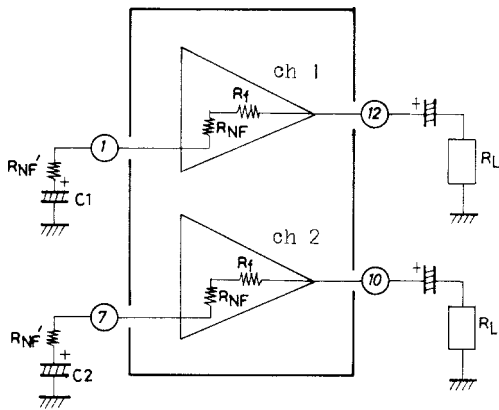 ch 1
Rf
RNF
1
12
+
RNF'
+
C1
RL
ch 2
Rf
RNF
7
10
+
RNF'
+
C2
RL